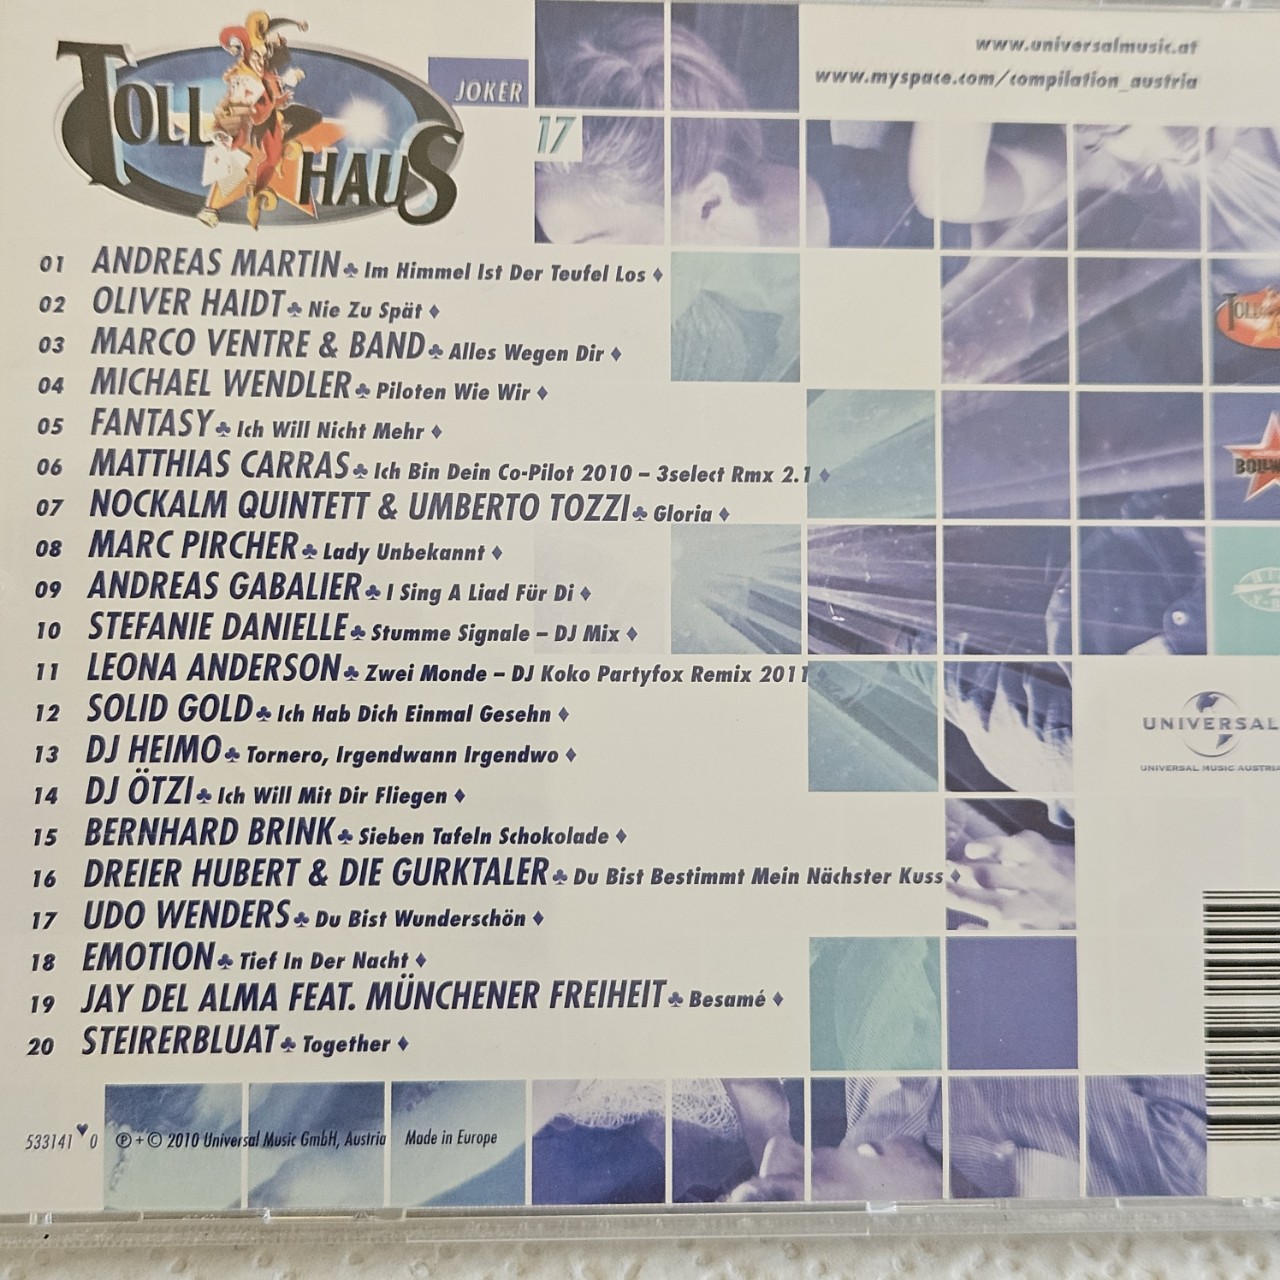 TOLL HAUS
JOKER
17
www.universalmusic.at
www.myspace.com/compilation_austria
01 ANDREAS MARTIN♣ Im Himmel Ist Der Teufel Los ♦
02 OLIVER HAIDT♣ Nie Zu Spät ♦
03 MARCO VENTRE & BAND♣ Alles Wegen Dir ♦
04 MICHAEL WENDLER♣ Piloten Wie Wir ♦
05 FANTASY♣ Ich Will Nicht Mehr ♦
06 MATTHIAS CARRAS♣ Ich Bin Dein Co-Pilot 2010 – 3select Rmx 2.1 ♦
07 NOCKALM QUINTETT & UMBERTO TOZZI♣ Gloria ♦
08 MARC PIRCHER♣ Lady Unbekannt ♦
09 ANDREAS GABALIER♣ I Sing A Liad Für Di ♦
10 STEFANIE DANIELLE♣ Stumme Signale – DJ Mix ♦
11 LEONA ANDERSON♣ Zwei Monde – DJ Koko Partyfox Remix 2011
12 SOLID GOLD♣ Ich Hab Dich Einmal Gesehn ♦
13 DJ HEIMO♣ Tornero, Irgendwann Irgendwo ♦
14 DJ ÖTZI♣ Ich Will Mit Dir Fliegen ♦
15 BERNHARD BRINK♣ Sieben Tafeln Schokolade ♦
16 DREIER HUBERT & DIE GURKTALER♣ Du Bist Bestimmt Mein Nächster Kuss ♦
17 UDO WENDERS♣ Du Bist Wunderschön ♦
18 EMOTION♣ Tief In Der Nacht ♦
19 JAY DEL ALMA FEAT. MÜNCHENER FREIHEIT♣ Besamé ♦
20 STEIRERBLUAT♣ Together ♦
TOLL
UNIVERSAL
UNIVERSAL MUSIC AUSTRIA
533141 ♥ 0 ℗ + © 2010 Universal Music GmbH, Austria Made in Europe